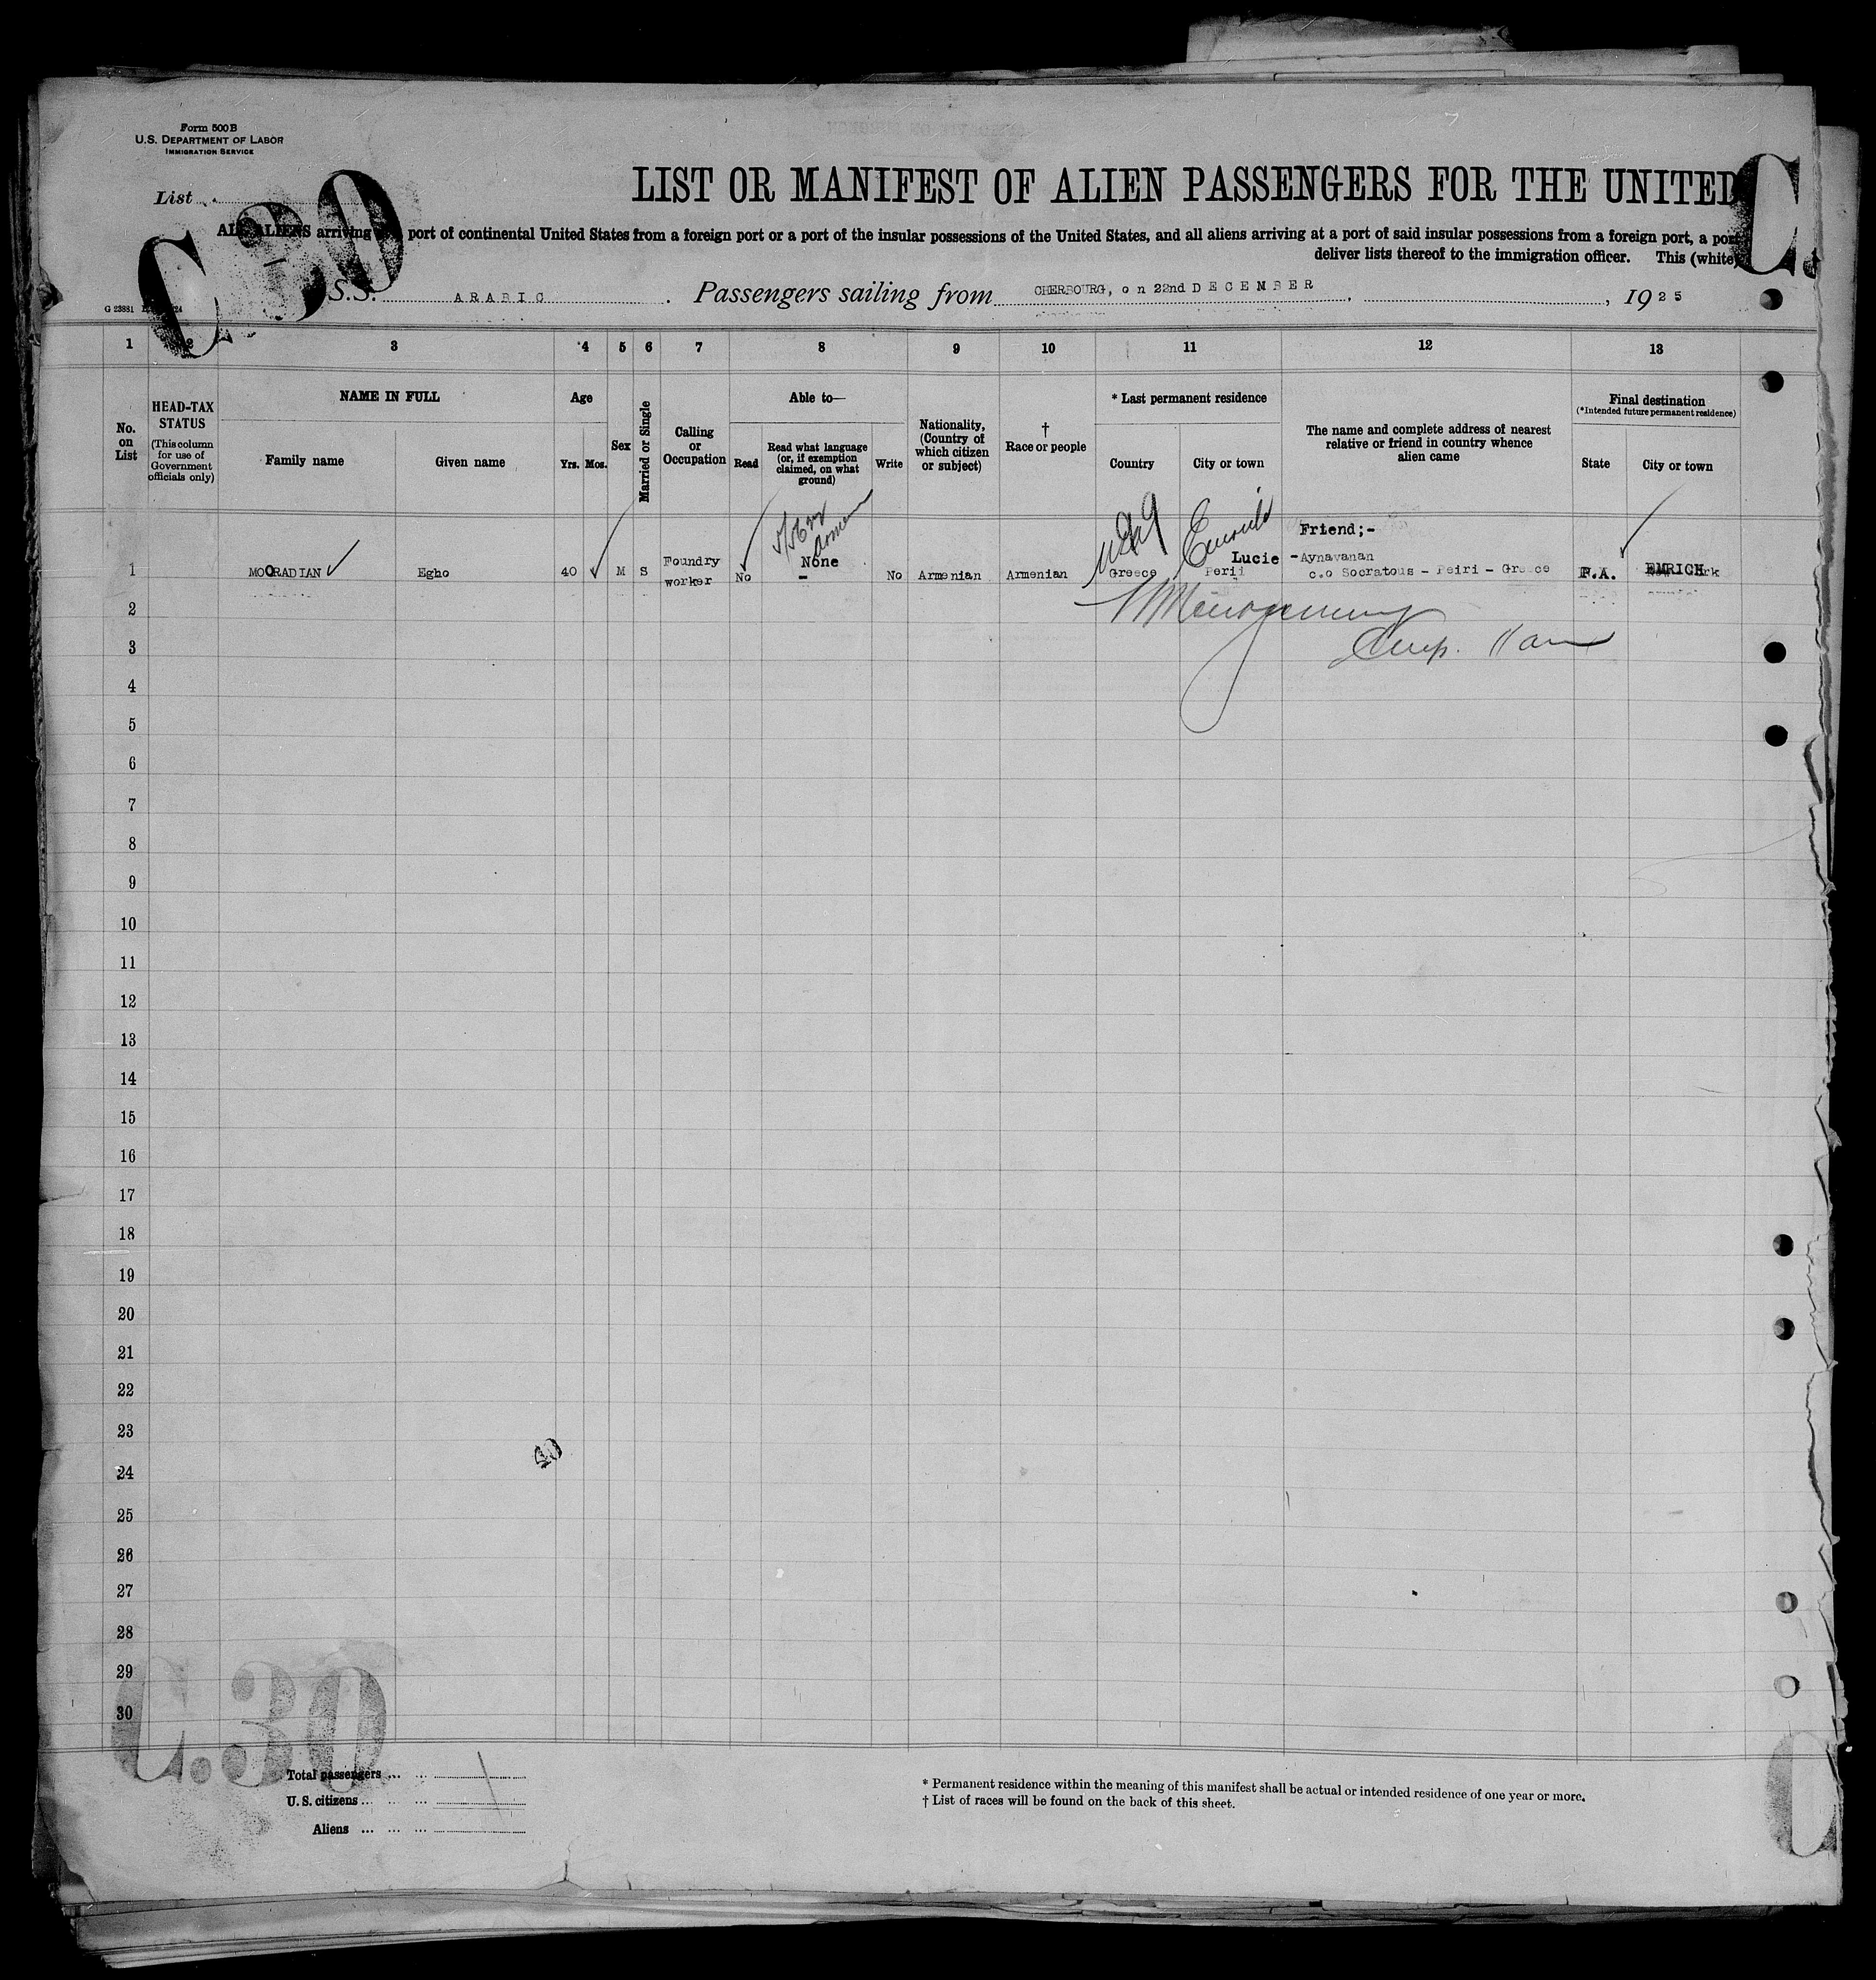 Form 500 B
U.S. DEPARTMENT OF LABOR
IMMIGRATION SERVICE
List
C 30
C.
LIST OR MANIFEST OF ALIEN PASSENGERS FOR THE UNITED
ALL ALIENS arriving port of continental United States from a foreign port or a port of the insular possessions of the United States, and all aliens arriving at a port of said insular possessions from a foreign port, a port
deliver lists thereof to the immigration officer. This (white)
S.S. ARABIC. Passengers sailing from CHERBOURG, on 22nd DECEMBER, 1925
G 23881
1 2 3 4 5 6 7 8 9 10 11 12 13
No. on List
HEAD-TAX STATUS
(This column for use of Government officials only)
NAME IN FULL
Family name
Given name
Age
Yrs. Mos.
Sex
Married or Single
Calling or Occupation
Able to—
Read
Read what language (or, if exemption claimed, on what ground)
Write
Nationality, (Country of which citizen or subject)
† Race or people
* Last permanent residence
Country
City or town
The name and complete address of nearest relative or friend in country whence alien came
Final destination
(*Intended future permanent residence)
State
City or town
Friend;-
1 MOORADIAN Egho 40 M S Foundry worker No None - No Armenian Armenian Greece Perii Lucie -Aynavanan
c.o Socratous - Peiri - Greece P.A. EMRICH
2
3
4
5
6
7
8
9
10
11
12
13
14
15
16
17
18
19
20
21
22
23
40
24
25
26
27
28
29
30
C.30
C
Total passengers ... ...
U. S. citizens ... ... ...
Aliens ... ... ...
* Permanent residence within the meaning of this manifest shall be actual or intended residence of one year or more.
† List of races will be found on the back of this sheet.